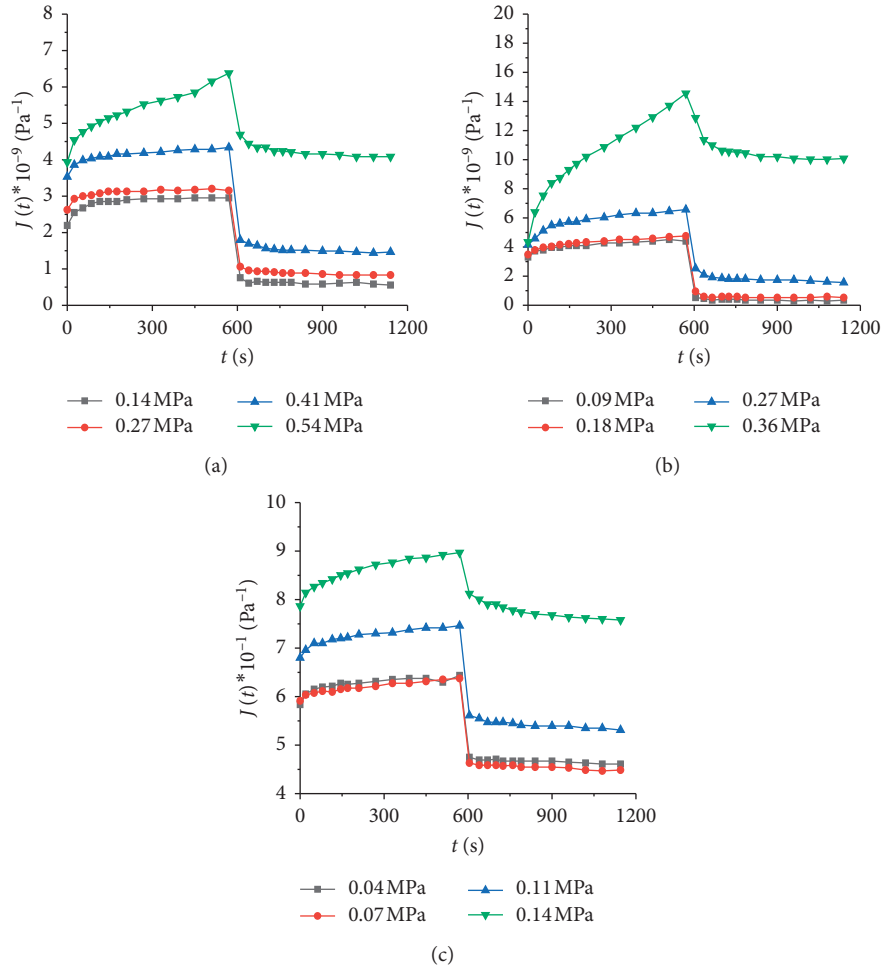 8
7
6
5
4
3
2
1
0
J (t)*10⁻⁹ (Pa⁻¹)
0 300 600 900 1200
t (s)
0.14 MPa 0.41 MPa
0.27 MPa 0.54 MPa
(a)
20
18
16
14
12
10
8
6
4
2
0
J (t)*10⁻⁹ (Pa⁻¹)
0 300 600 900 1200
t (s)
0.09 MPa 0.27 MPa
0.18 MPa 0.36 MPa
(b)
10
9
8
7
6
5
4
J (t)*10⁻¹ (Pa⁻¹)
0 300 600 900 1200
t (s)
0.04 MPa 0.11 MPa
0.07 MPa 0.14 MPa
(c)